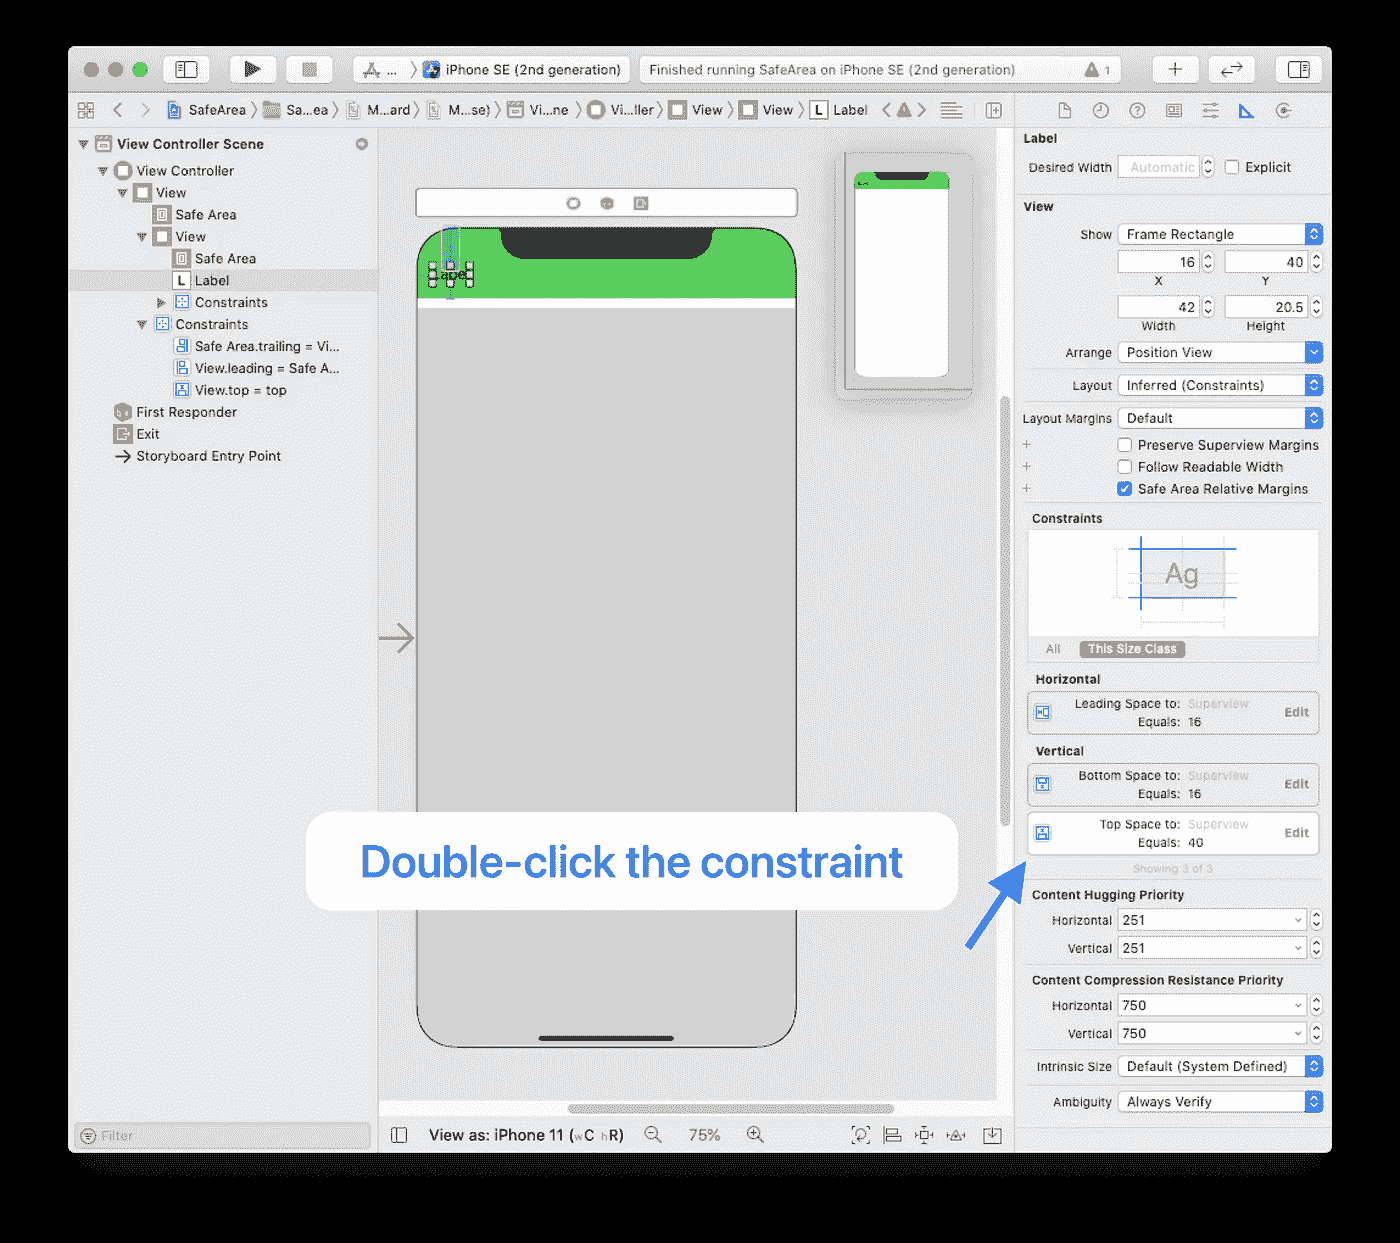 ... iPhone SE (2nd generation)
Finished running SafeArea on iPhone SE (2nd generation)
1
SafeArea
Sa...ea
M...ard
M...se)
Vi...ne
Vi...ller
View
View
L Label
View Controller Scene
View Controller
View
Safe Area
View
Safe Area
L Label
Constraints
Constraints
Safe Area.trailing = Vi...
View.leading = Safe A...
View.top = top
First Responder
Exit
Storyboard Entry Point
Filter
Label
Double-click the constraint
View as: iPhone 11 (wC hR)
75%
Label
Desired Width Automatic Explicit
View
Show Frame Rectangle
16 40
X Y
42 20.5
Width Height
Arrange Position View
Layout Inferred (Constraints)
Layout Margins Default
Preserve Superview Margins
Follow Readable Width
Safe Area Relative Margins
Constraints
Ag
All This Size Class
Horizontal
Leading Space to: Superview
Equals: 16
Edit
Vertical
Bottom Space to: Superview
Equals: 16
Edit
Top Space to: Superview
Equals: 40
Edit
Showing 3 of 3
Content Hugging Priority
Horizontal 251
Vertical 251
Content Compression Resistance Priority
Horizontal 750
Vertical 750
Intrinsic Size Default (System Defined)
Ambiguity Always Verify